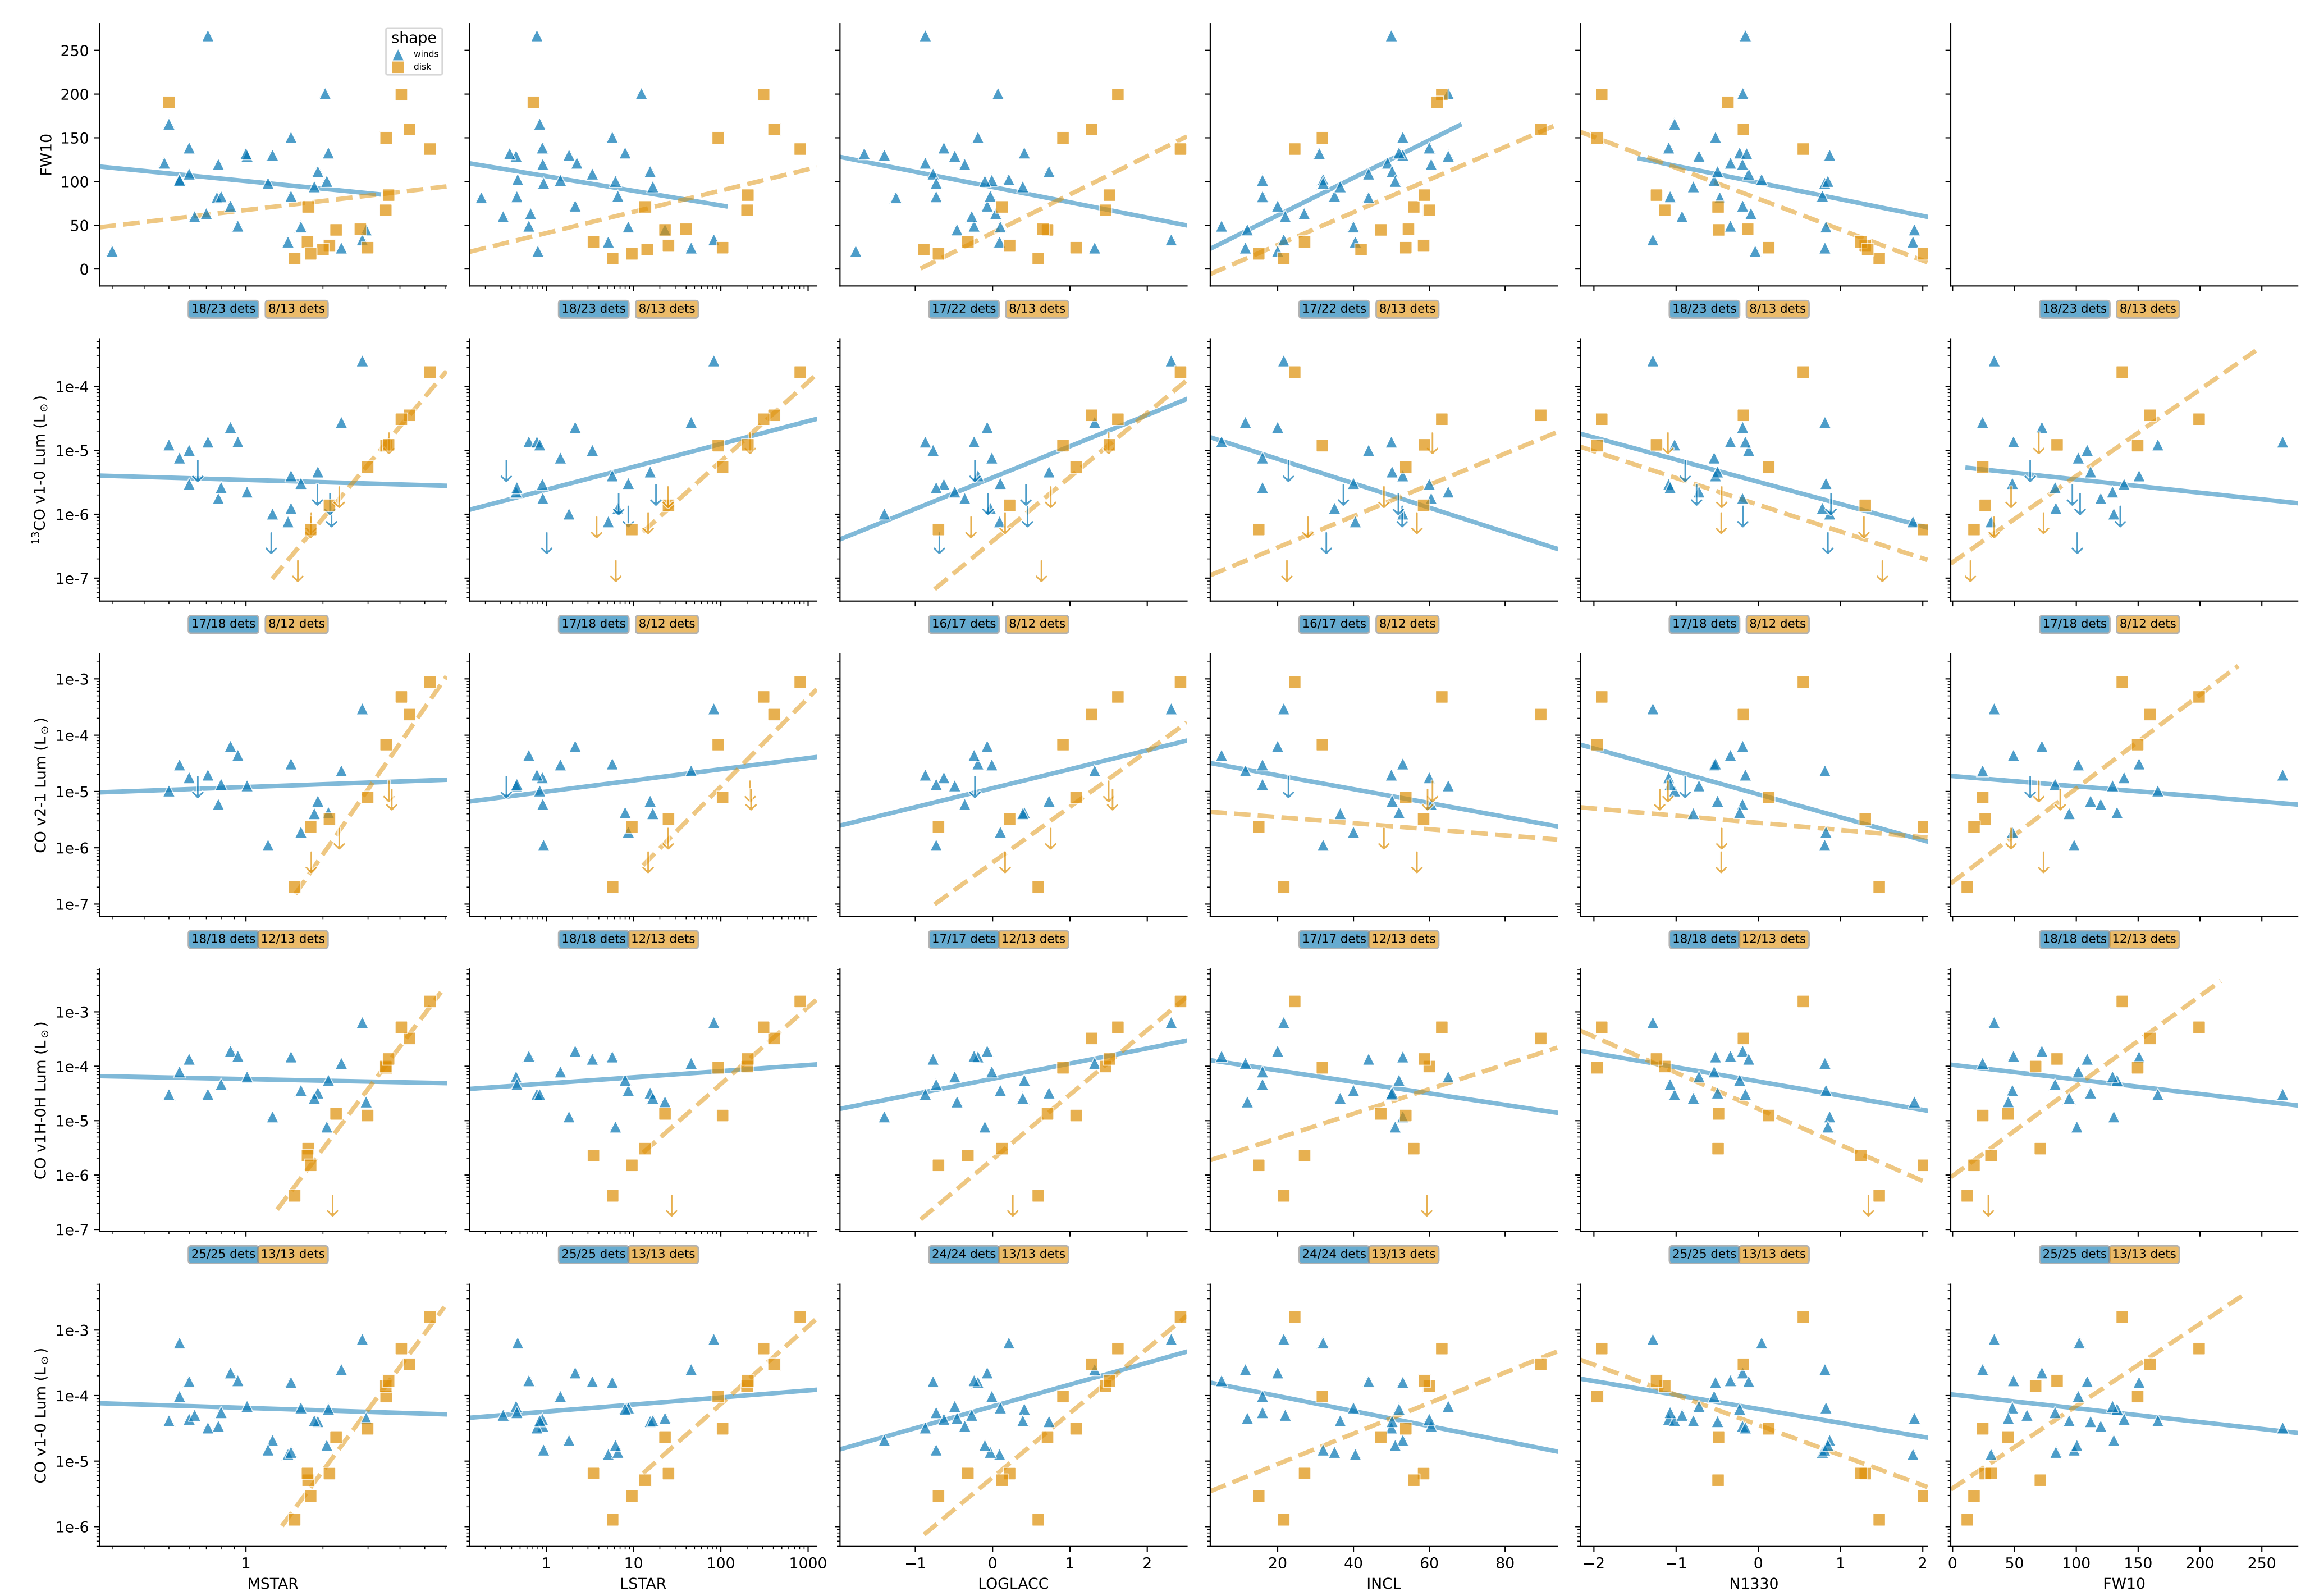 shape
winds
disk
250
200
150
100
50
0
FW10
18/23 dets 8/13 dets
18/23 dets 8/13 dets
17/22 dets 8/13 dets
17/22 dets 8/13 dets
18/23 dets 8/13 dets
18/23 dets 8/13 dets
1e-4
1e-5
1e-6
1e-7
¹³CO v1-0 Lum (L☉)
17/18 dets 8/12 dets
17/18 dets 8/12 dets
16/17 dets 8/12 dets
16/17 dets 8/12 dets
17/18 dets 8/12 dets
17/18 dets 8/12 dets
1e-3
1e-4
1e-5
1e-6
1e-7
CO v2-1 Lum (L☉)
18/18 dets 12/13 dets
18/18 dets 12/13 dets
17/17 dets 12/13 dets
17/17 dets 12/13 dets
18/18 dets 12/13 dets
18/18 dets 12/13 dets
1e-3
1e-4
1e-5
1e-6
1e-7
CO v1H-0H Lum (L☉)
25/25 dets 13/13 dets
25/25 dets 13/13 dets
24/24 dets 13/13 dets
24/24 dets 13/13 dets
25/25 dets 13/13 dets
25/25 dets 13/13 dets
1e-3
1e-4
1e-5
1e-6
CO v1-0 Lum (L☉)
1
MSTAR
1 10 100 1000
LSTAR
−1 0 1 2
LOGLACC
20 40 60 80
INCL
−2 −1 0 1 2
N1330
0 50 100 150 200 250
FW10